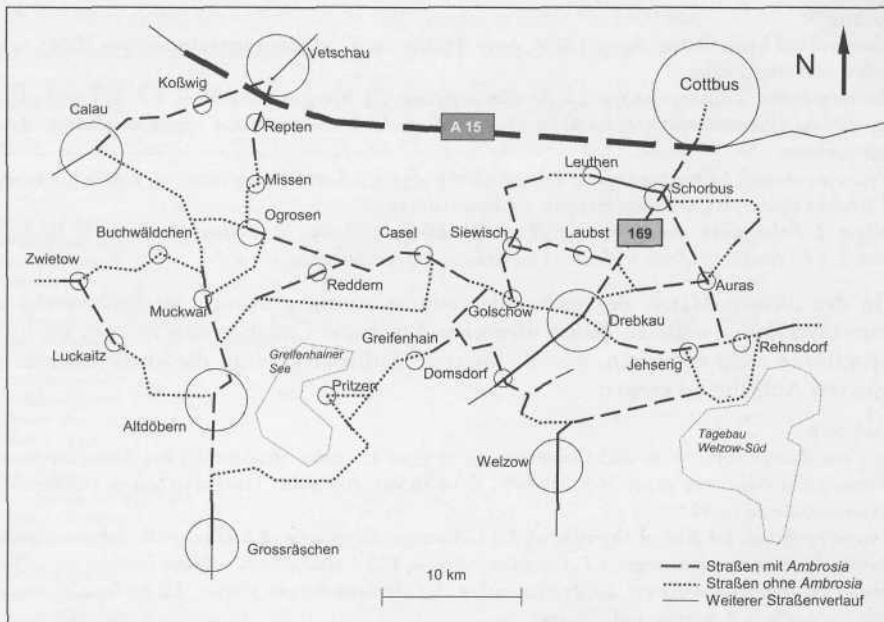 Vetschau
Cottbus
N
Koßwig
Calau
A 15
Repten
Leuthen
Missen
Schorbus
Ogrosen
Buchwäldchen
Casel
Siewisch
Laubst
169
Zwietow
Reddern
Auras
Muckwar
Golschow
Drebkau
Greifenhain
Luckaitz
Greifenhainer
See
Jehserig
Rehnsdorf
Pritzen
Domsdorf
Altdöbern
Tagebau
Welzow-Süd
Welzow
Grossräschen
10 km
Straßen mit Ambrosia
Straßen ohne Ambrosia
Weiterer Straßenverlauf